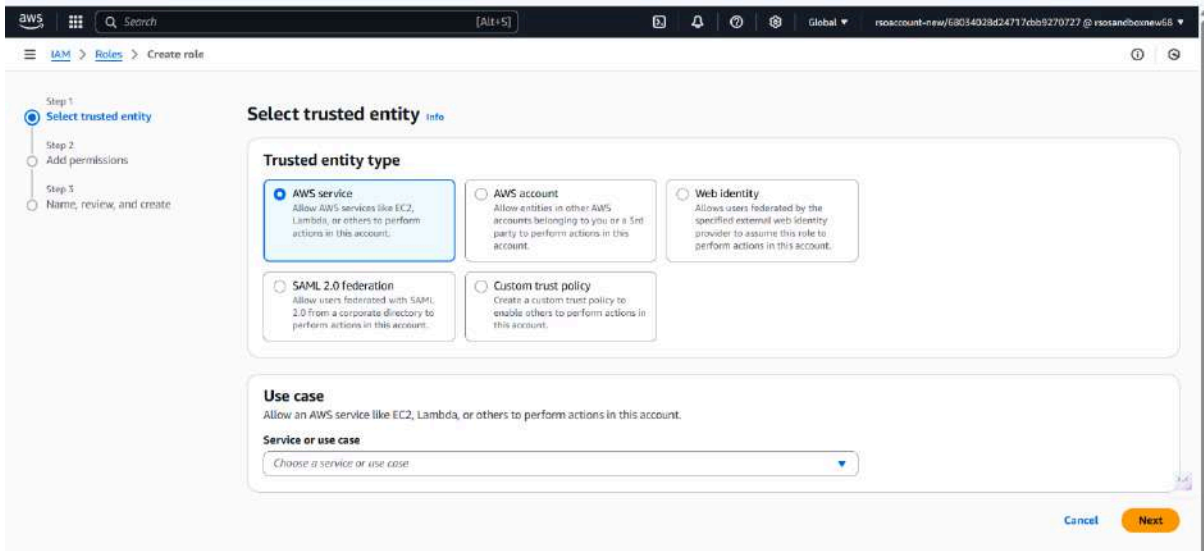 aws
Search
[Alt+S]
Global
rsoaccount-new/68034028d24717cbb9270727 @ rsosandboxnew66
IAM > Roles > Create role
Step 1
Select trusted entity
Step 2
Add permissions
Step 3
Name, review, and create
Select trusted entity Info
Trusted entity type
AWS service
Allow AWS services like EC2,
Lambda, or others to perform
actions in this account.
AWS account
Allow entities in other AWS
accounts belonging to you or a 3rd
party to perform actions in this
account.
Web identity
Allows users federated by the
specified external web identity
provider to assume this role to
perform actions in this account.
SAML 2.0 federation
Allow users federated with SAML
2.0 from a corporate directory to
perform actions in this account.
Custom trust policy
Create a custom trust policy to
enable others to perform actions in
this account.
Use case
Allow an AWS service like EC2, Lambda, or others to perform actions in this account.
Service or use case
Choose a service or use case
Cancel
Next